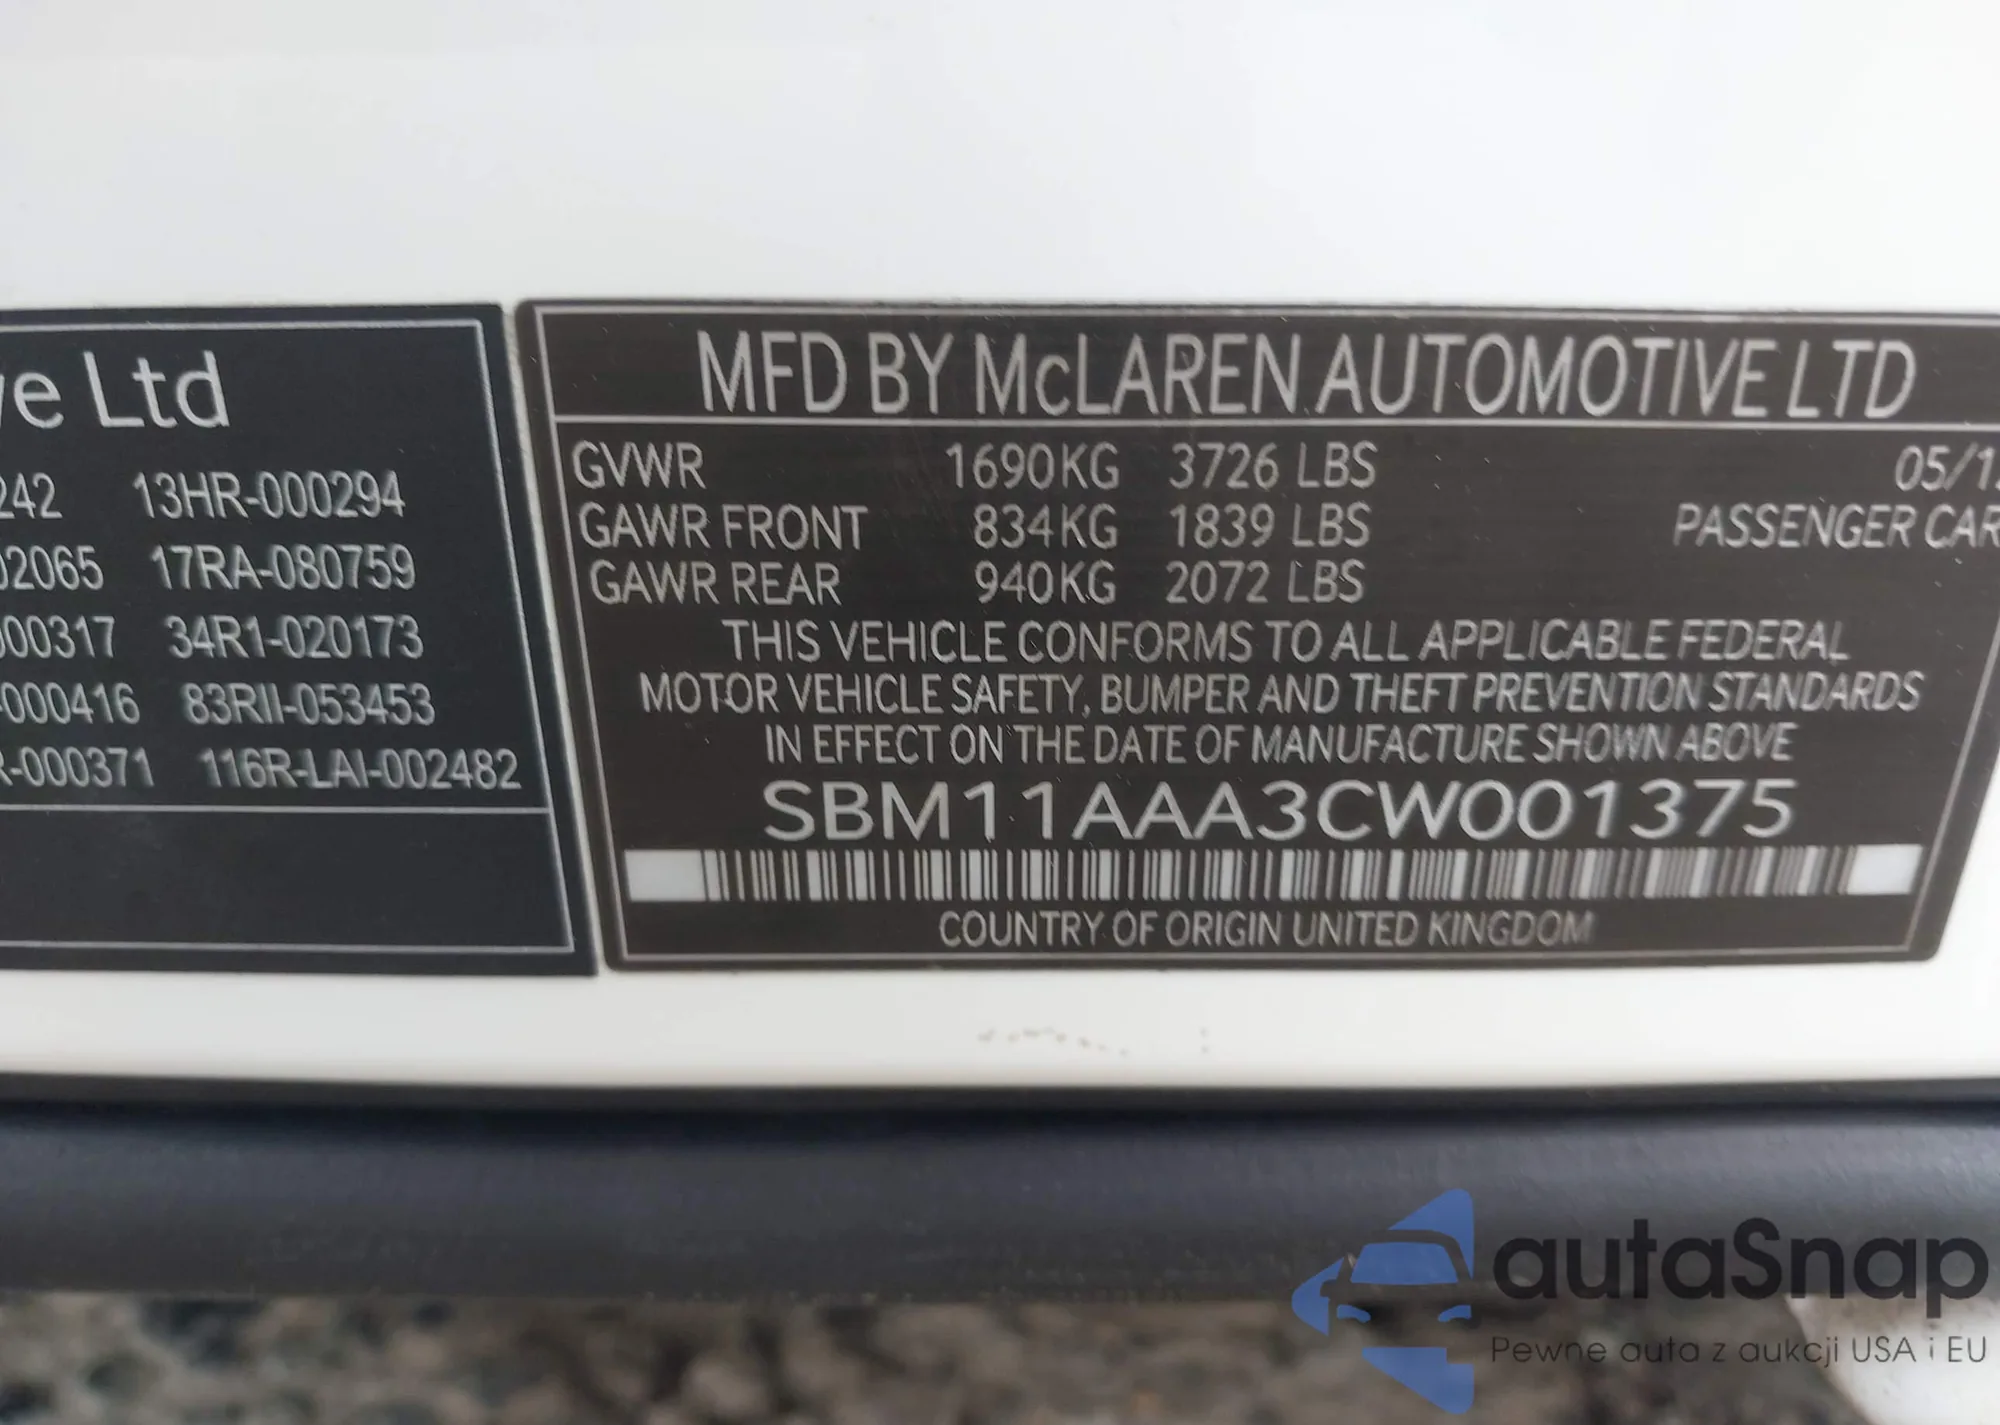 ve Ltd
242 13HR-000294
02065 17RA-080759
000317 34R1-020173
-000416 83RII-053453
R-000371 116R-LAI-002482
MFD BY McLAREN AUTOMOTIVE LTD
GVWR 1690KG 3726 LBS 05/12
GAWR FRONT 834KG 1839 LBS PASSENGER CAR
GAWR REAR 940KG 2072 LBS
THIS VEHICLE CONFORMS TO ALL APPLICABLE FEDERAL
MOTOR VEHICLE SAFETY, BUMPER AND THEFT PREVENTION STANDARDS
IN EFFECT ON THE DATE OF MANUFACTURE SHOWN ABOVE
SBM11AAA3CW001375
COUNTRY OF ORIGIN UNITED KINGDOM
autaSnap
Pewne auta z aukcji USA i EU